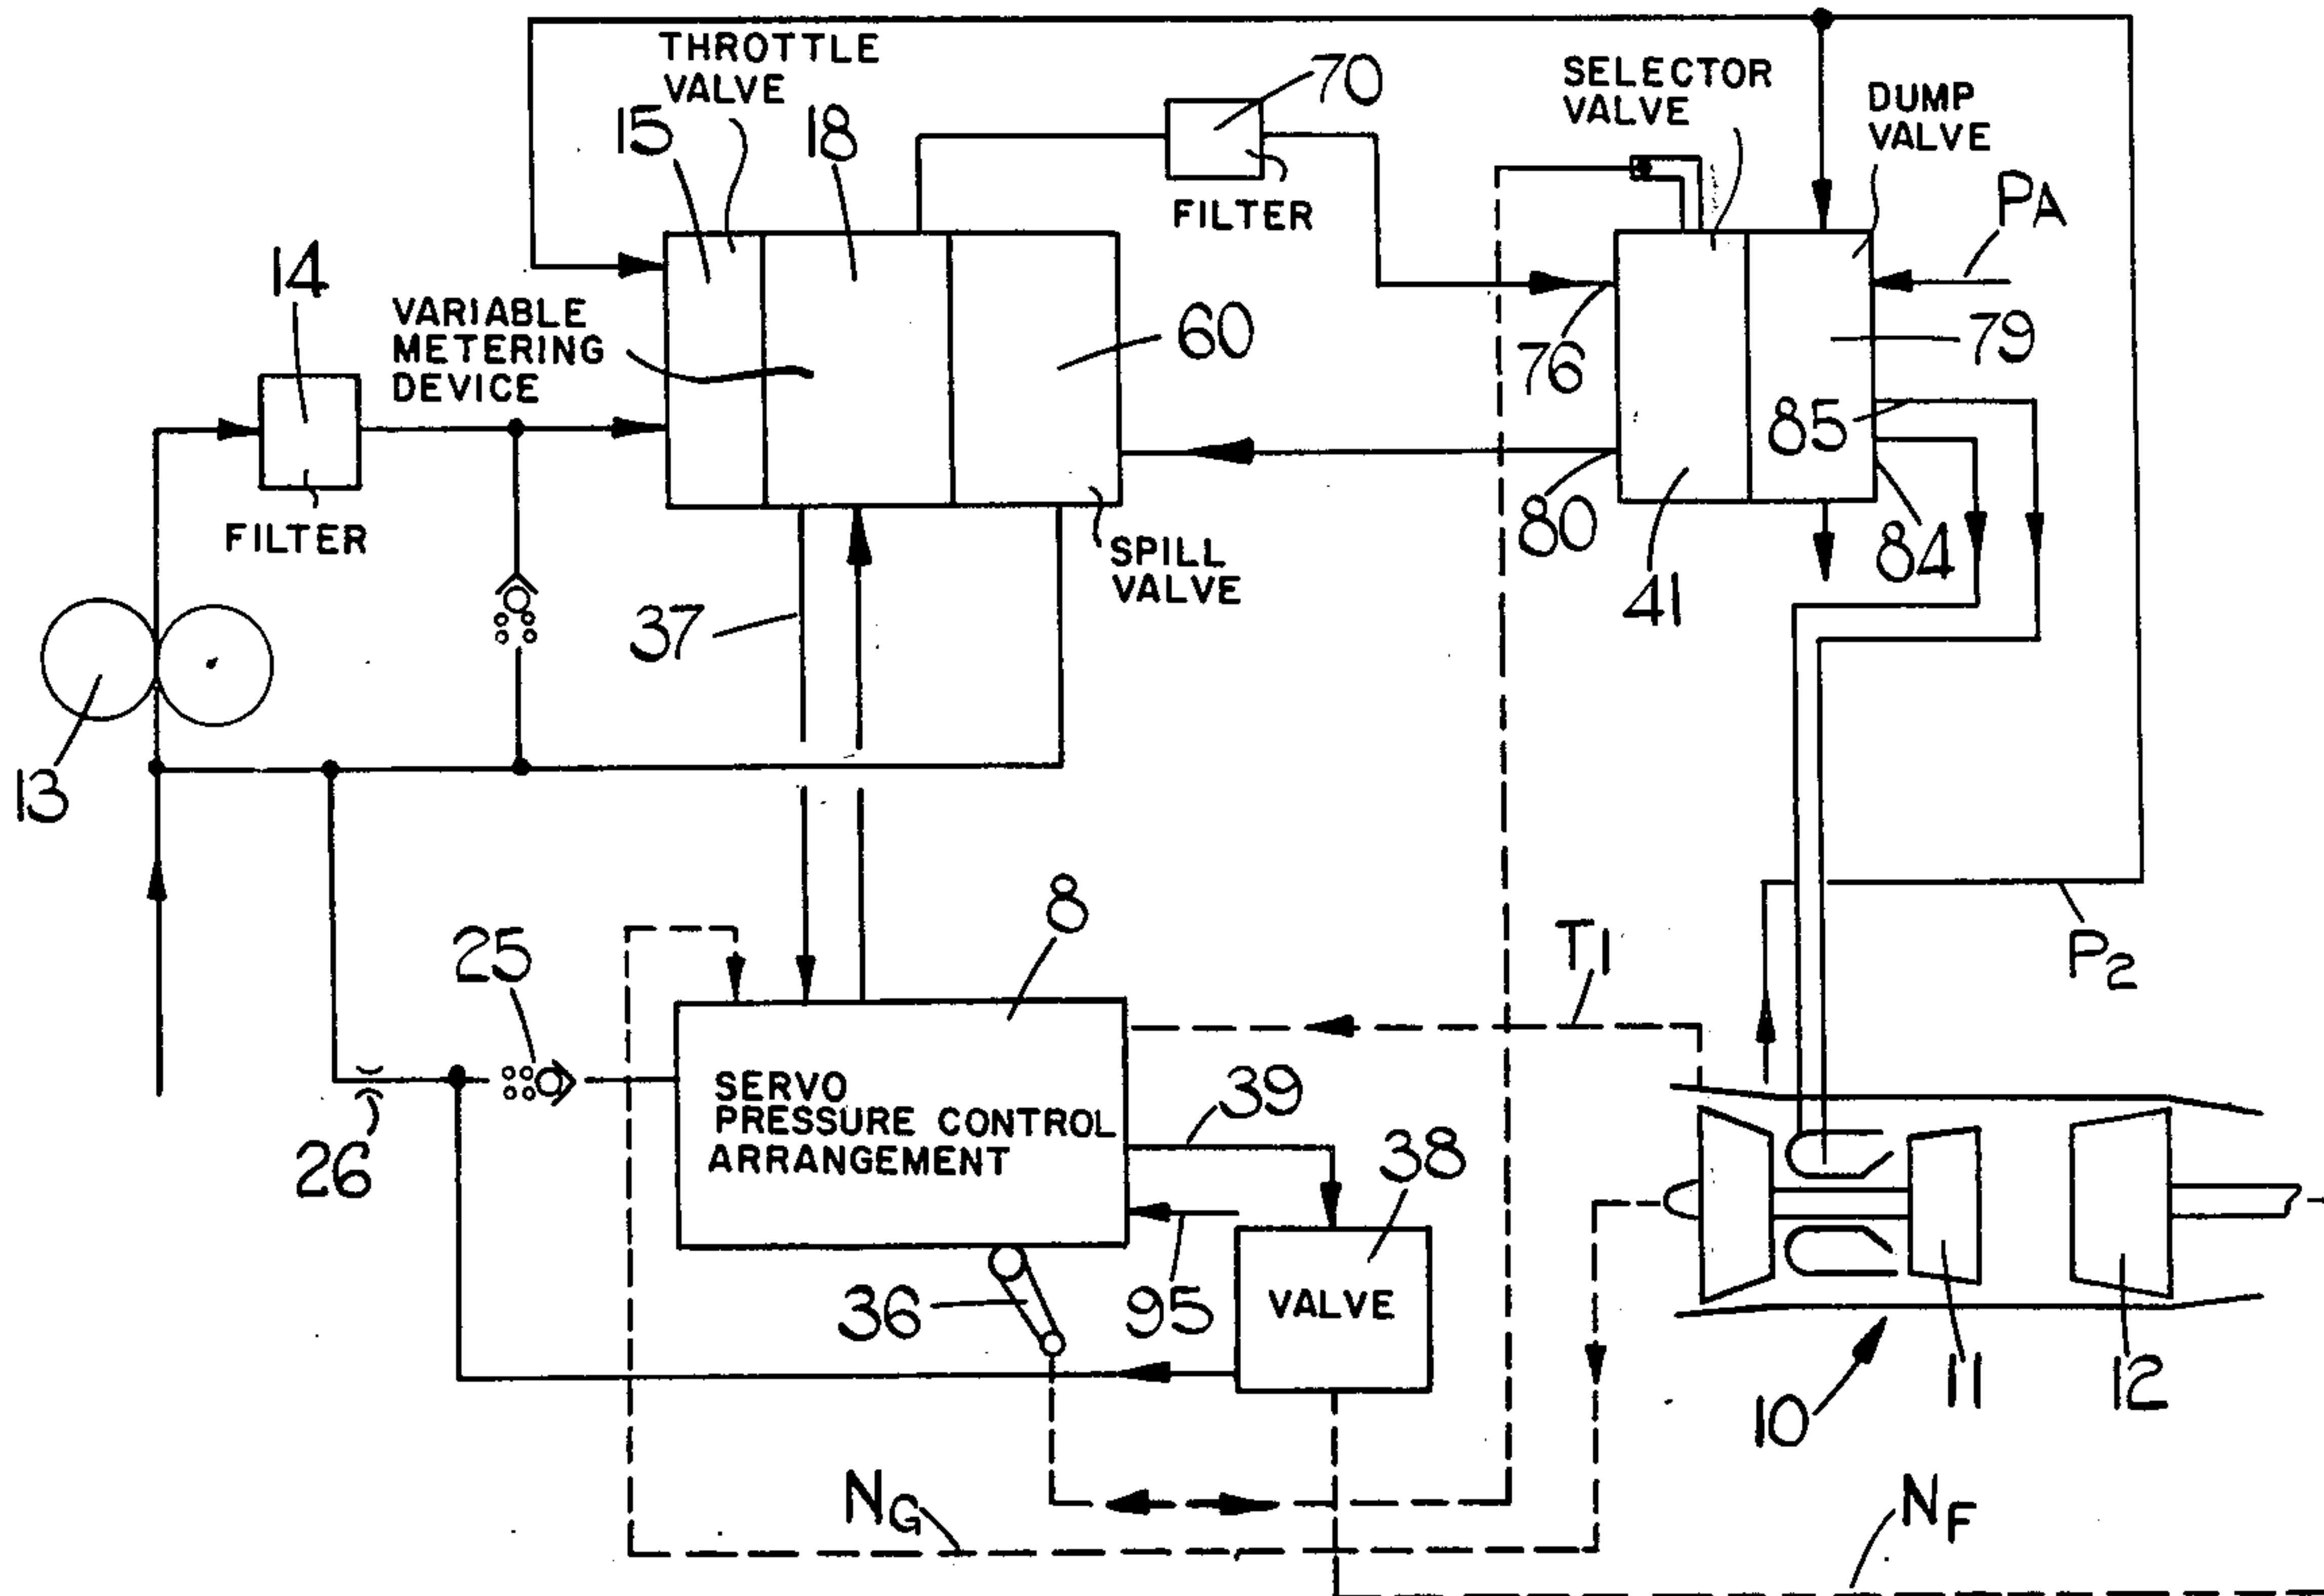 THROTTLE
VALVE
15
18
70
FILTER
SELECTOR
VALVE
DUMP
VALVE
PA
14
VARIABLE
METERING
DEVICE
60
76
79
85
FILTER
SPILL
VALVE
80
41
84
37
13
8
25
T1
P2
SERVO
PRESSURE CONTROL
ARRANGEMENT
26
39
38
36
95
VALVE
10
11
12
NG
NF